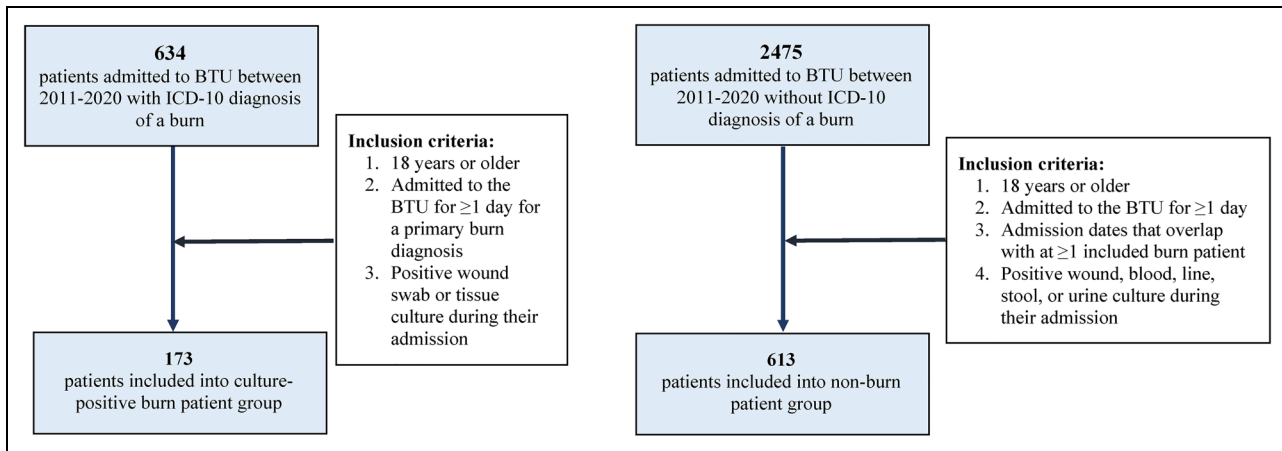 634
patients admitted to BTU between
2011-2020 with ICD-10 diagnosis
of a burn
Inclusion criteria:
1. 18 years or older
2. Admitted to the
BTU for ≥1 day for
a primary burn
diagnosis
3. Positive wound
swab or tissue
culture during their
admission
173
patients included into culture-
positive burn patient group
2475
patients admitted to BTU between
2011-2020 without ICD-10
diagnosis of a burn
Inclusion criteria:
1. 18 years or older
2. Admitted to the BTU for ≥1 day
3. Admission dates that overlap
with at ≥1 included burn patient
4. Positive wound, blood, line,
stool, or urine culture during
their admission
613
patients included into non-burn
patient group